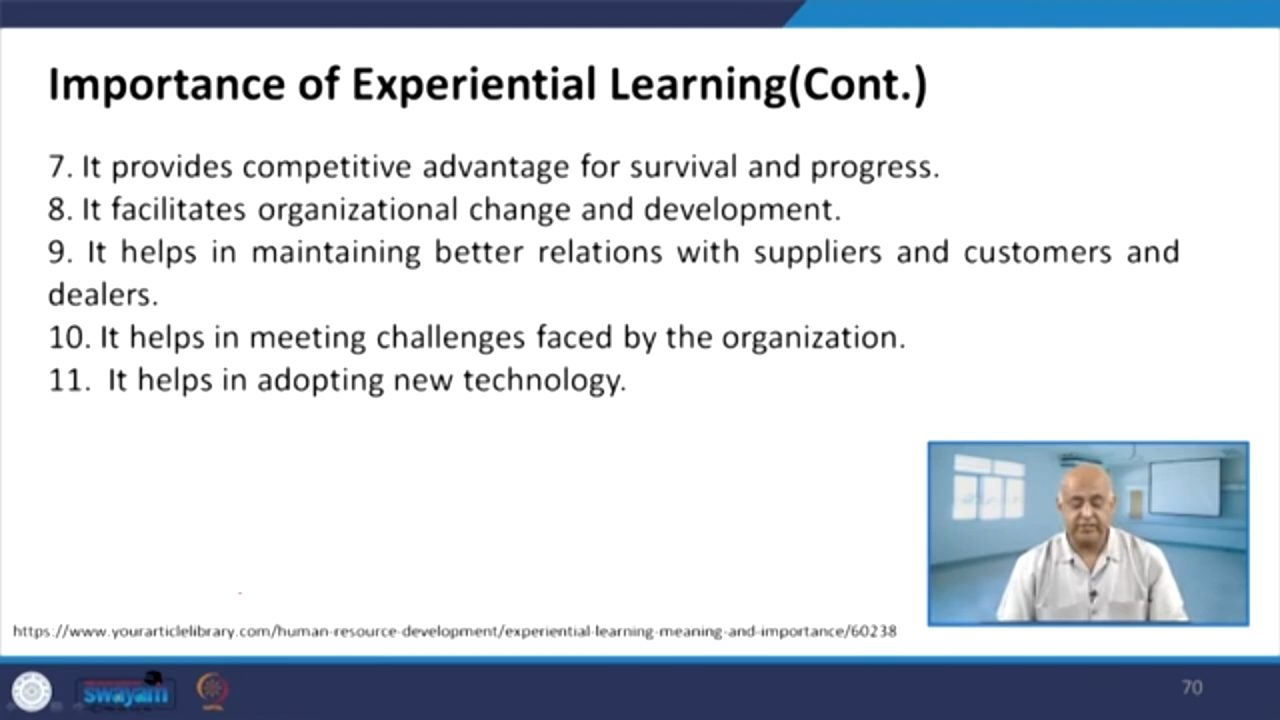 Importance of Experiential Learning(Cont.)
7. It provides competitive advantage for survival and progress.
8. It facilitates organizational change and development.
9. It helps in maintaining better relations with suppliers and customers and
dealers.
10. It helps in meeting challenges faced by the organization.
11. It helps in adopting new technology.
https://www.yourarticlelibrary.com/human-resource-development/experiential-learning-meaning-and-importance/60238
swayam
70